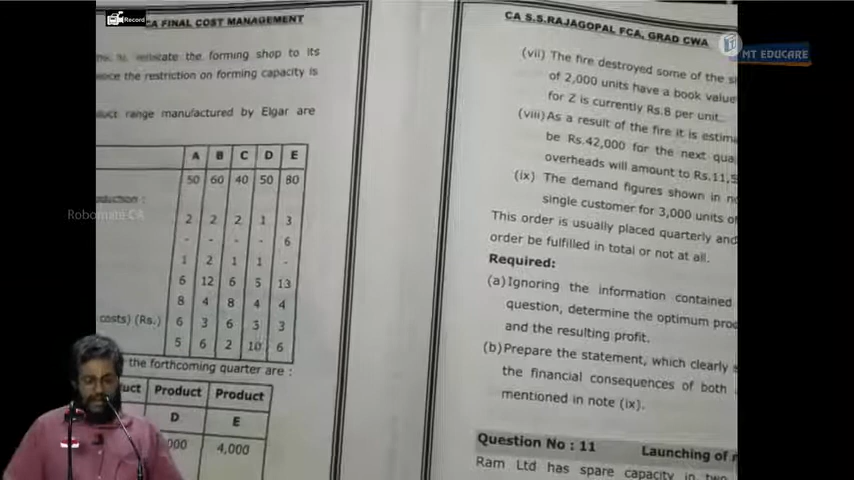 Record
CA FINAL COST MANAGEMENT
the forming shop to its
the restriction on forming capacity is
range manufactured by Elgar are
A B C D E
50 60 40 50 80
2 2 2 1 3
- - - - 6
1 2 1 1 -
6 12 6 5 13
8 4 8 4 4
costs) (Rs.) 6 3 6 3 3
5 6 2 10 6
the forthcoming quarter are :
Product Product
D E
4,000
CA S.S.RAJAGOPAL FCA, GRAD CWA
MT EDUCARE
(vii) The fire destroyed some of the
of 2,000 units have a book value
for Z is currently Rs.8 per unit.
(viii) As a result of the fire it is
be Rs.42,000 for the next
overheads will amount to
(ix) The demand figures shown in
single customer for 3,000 units of
This order is usually placed quarterly and
order be fulfilled in total or not at all.
Required:
(a) Ignoring the information contained
question, determine the optimum
and the resulting profit.
(b) Prepare the statement, which clearly
the financial consequences of both
mentioned in note (ix).
Question No : 11 Launching of
Ram Ltd has spare capacity in two
Robomate CA